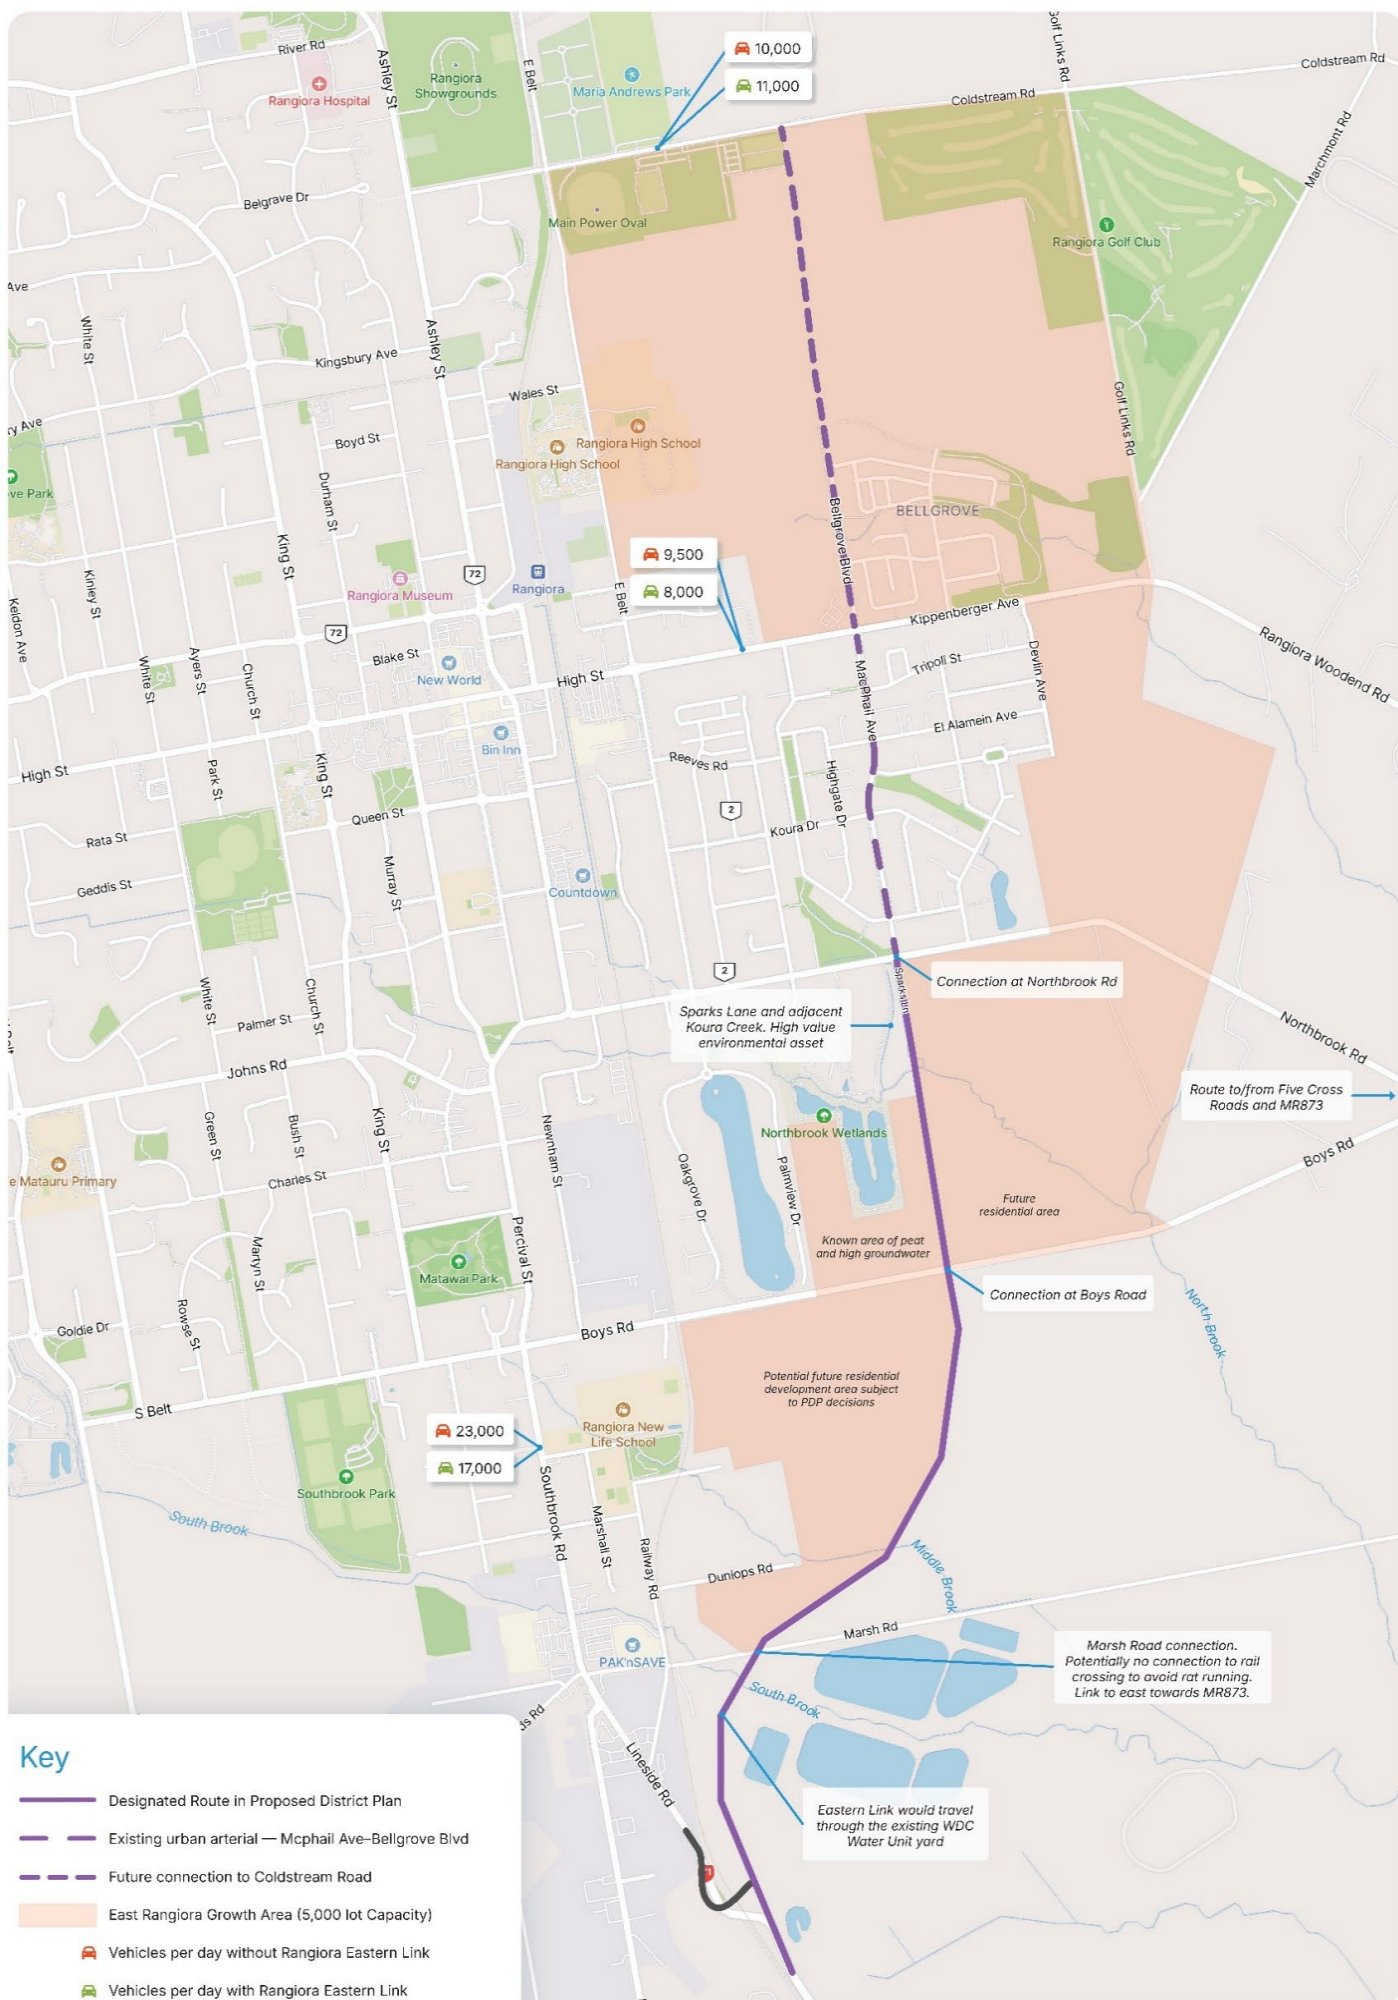 River Rd
Rangiora Hospital
Ashley St
Rangiora
Showgrounds
E Belt
Maria Andrews Park
10,000
11,000
Golf Links Rd
Coldstream Rd
Coldstream Rd
Marchmont Rd
Belgrave Dr
Main Power Oval
Rangiora Golf Club
Ave
White St
Ashley St
Kingsbury Ave
Wales St
Golf Links Rd
ry Ave
Boyd St
Rangiora High School
Rangiora High School
ve Park
Durham St
BELLGROVE
Bellgrove Blvd
King St
9,500
8,000
72
Rangiora
Kinley St
Rangiora Museum
E Belt
Keldon Ave
72
Kippenberger Ave
Rangiora Woodend Rd
Blake St
New World
High St
Tripoli St
Devlin Ave
White St
Ayers St
Church St
MacPhail Ave
El Alamein Ave
Bin Inn
Reeves Rd
High St
Park St
King St
Highgate Dr
2
Queen St
Koura Dr
Rata St
Murray St
Geddis St
Countdown
2
Connection at Northbrook Rd
White St
Church St
Sparks Ln
Sparks Lane and adjacent
Koura Creek. High value
environmental asset
Palmer St
Northbrook Rd
Johns Rd
Route to/from Five Cross
Roads and MR873
Green St
Bush St
King St
Newnham St
Northbrook Wetlands
Boys Rd
e Matauru Primary
Charles St
Oakgrove Dr
Palmview Dr
Future
residential area
Percival St
Known area of peat
and high groundwater
Martyn St
Matawai Park
Connection at Boys Road
Rowse St
Goldie Dr
Boys Rd
North Brook
Potential future residential
development area subject
to PDP decisions
S Belt
23,000
17,000
Rangiora New
Life School
Southbrook Park
South Brook
Southbrook Rd
Marshall St
Railway Rd
Dunlops Rd
Middle Brook
Marsh Rd
PAK'nSAVE
Marsh Road connection.
Potentially no connection to rail
crossing to avoid rat running.
Link to east towards MR873.
South Brook
ds Rd
Lineside Rd
Eastern Link would travel
through the existing WDC
Water Unit yard
Key
Designated Route in Proposed District Plan
Existing urban arterial — Mcphail Ave–Bellgrove Blvd
Future connection to Coldstream Road
East Rangiora Growth Area (5,000 lot Capacity)
Vehicles per day without Rangiora Eastern Link
Vehicles per day with Rangiora Eastern Link